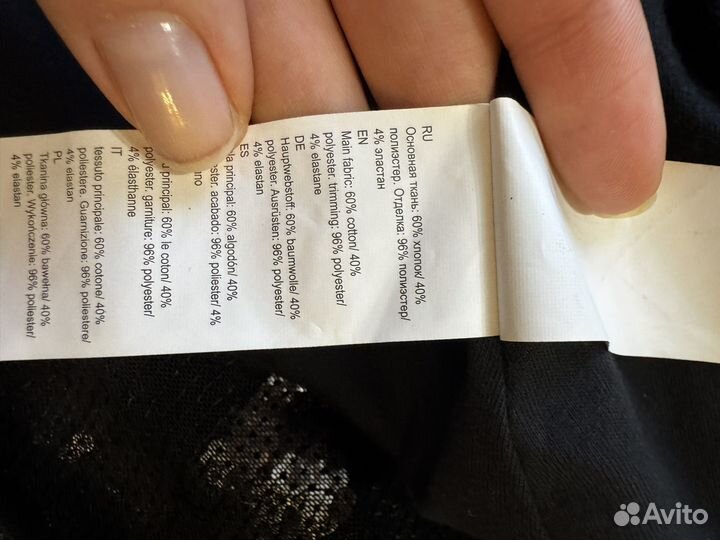 RU
Основная ткань: 60% хлопок/ 40%
полиэстер. Отделка: 96% полиэстер/
4% эластан
EN
Main fabric: 60% cotton/ 40%
polyester, trimming: 96% polyester/
4% elastane
DE
Hauptwebstoff: 60% baumwolle/ 40%
polyester, Ausrüsten: 96% polyester/
4% elastan
ES
principal: 60% algodón/ 40%
acabado: 96% poliester/ 4%
principal: 60% le coton/ 40%
polyester, garniture: 96% polyester/
4% élasthanne
IT
tessuto principale: 60% cotone/ 40%
poliestere. Guarnizione: 96% poliestere/
4% elastan
PL
Tkanina główna: 60% bawełna/ 40%
poliester, Wykończenie: 96% poliester/
4% elastan
Avito